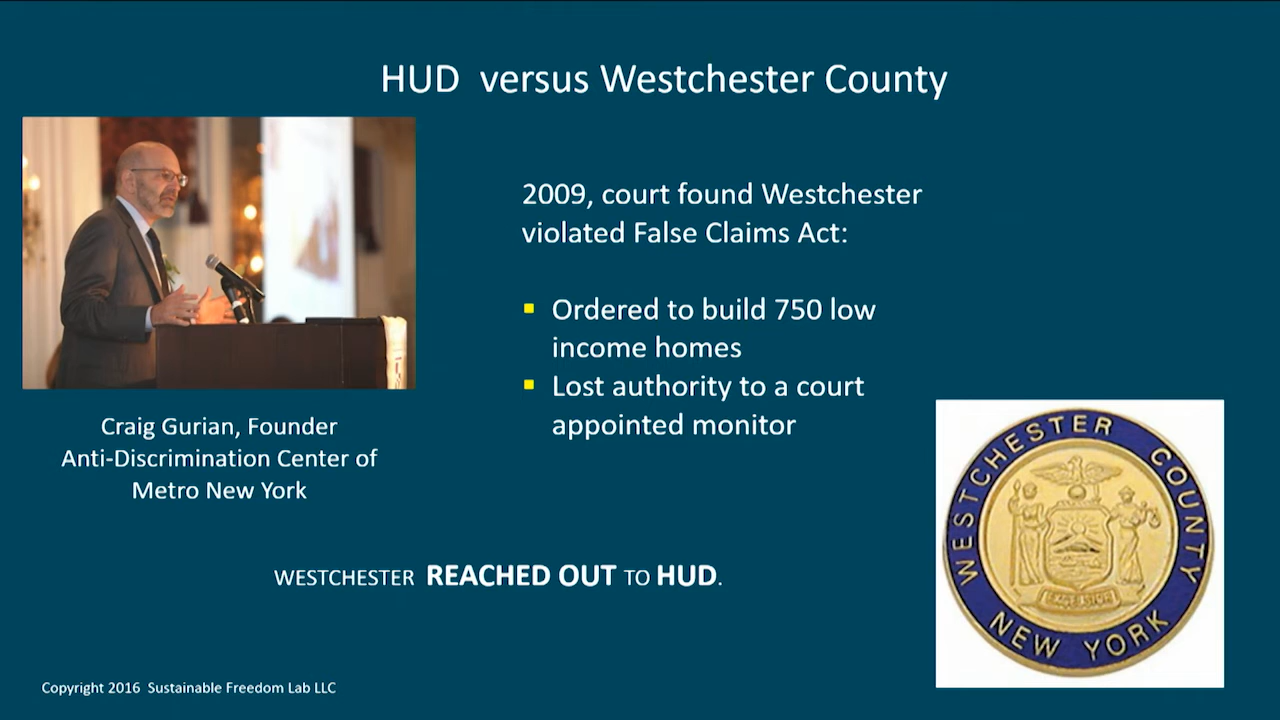 HUD versus Westchester County
2009, court found Westchester
violated False Claims Act:
Ordered to build 750 low
income homes
Lost authority to a court
appointed monitor
Craig Gurian, Founder
Anti-Discrimination Center of
Metro New York
WESTCHESTER COUNTY
NEW YORK
EXCELSIOR
WESTCHESTER REACHED OUT TO HUD.
Copyright 2016 Sustainable Freedom Lab LLC